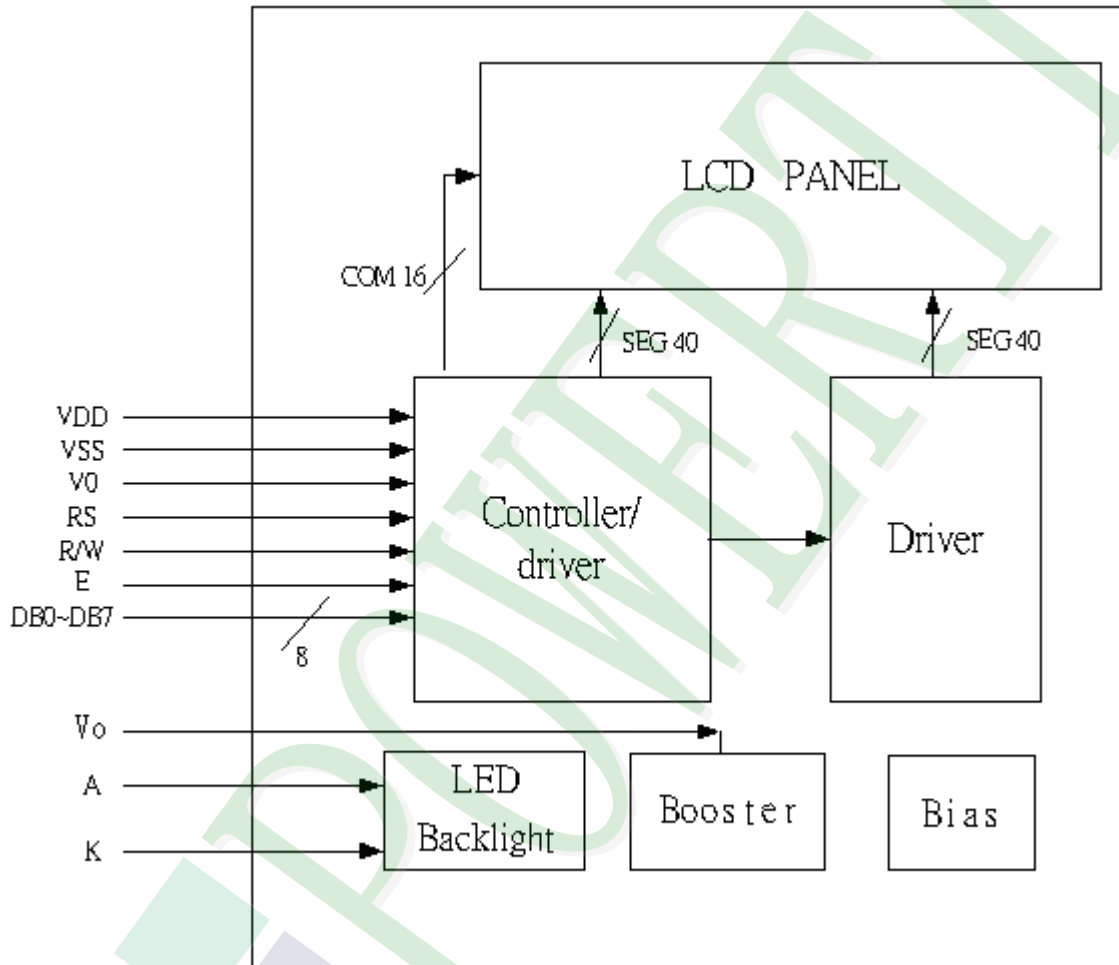 LCD PANEL
COM 16
SEG 40
SEG 40
VDD
VSS
V0
RS
R/W
E
DB0~DB7
8
Controller/
driver
Driver
Vo
A
K
LED
Backlight
Booster
Bias
POWERT